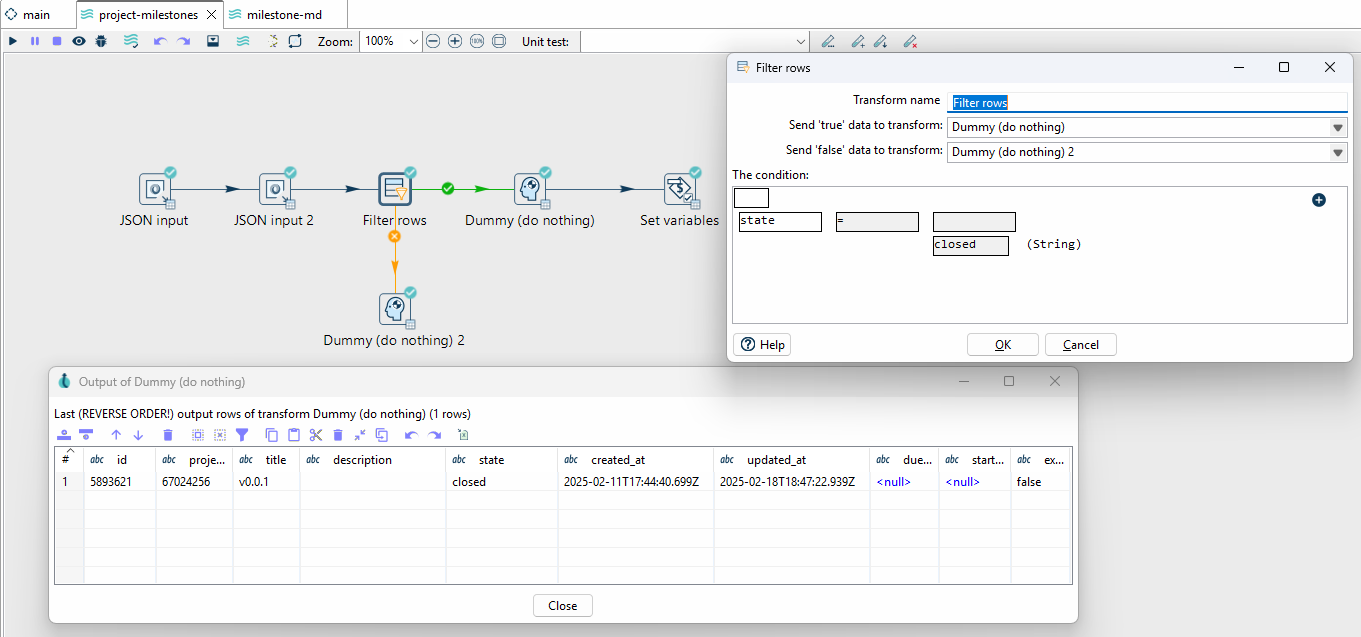 main
project-milestones
milestone-md
Zoom:
100%
100%
Unit test:
JSON input
JSON input 2
Filter rows
Dummy (do nothing)
Set variables
Dummy (do nothing) 2
Filter rows
Transform name
Filter rows
Send 'true' data to transform:
Dummy (do nothing)
Send 'false' data to transform:
Dummy (do nothing) 2
The condition:
state
=
closed
(String)
Help
OK
Cancel
Output of Dummy (do nothing)
Last (REVERSE ORDER!) output rows of transform Dummy (do nothing) (1 rows)
# abc id abc proje... abc title abc description abc state abc created_at abc updated_at abc due... abc start... abc ex...
1 5893621 67024256 v0.0.1 closed 2025-02-11T17:44:40.699Z 2025-02-18T18:47:22.939Z <null> <null> false
Close